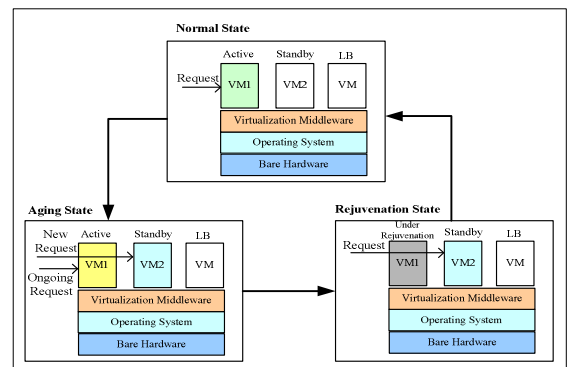 Normal State
Active Standby LB
Request
VM1 VM2 VM
Virtualization Middleware
Operating System
Bare Hardware
Aging State
Active Standby LB
New
Request
Ongoing
Request
VM1 VM2 VM
Virtualization Middleware
Operating System
Bare Hardware
Rejuvenation State
Under
Rejuvenation
Standby LB
Request
VM1 VM2 VM
Virtualization Middleware
Operating System
Bare Hardware